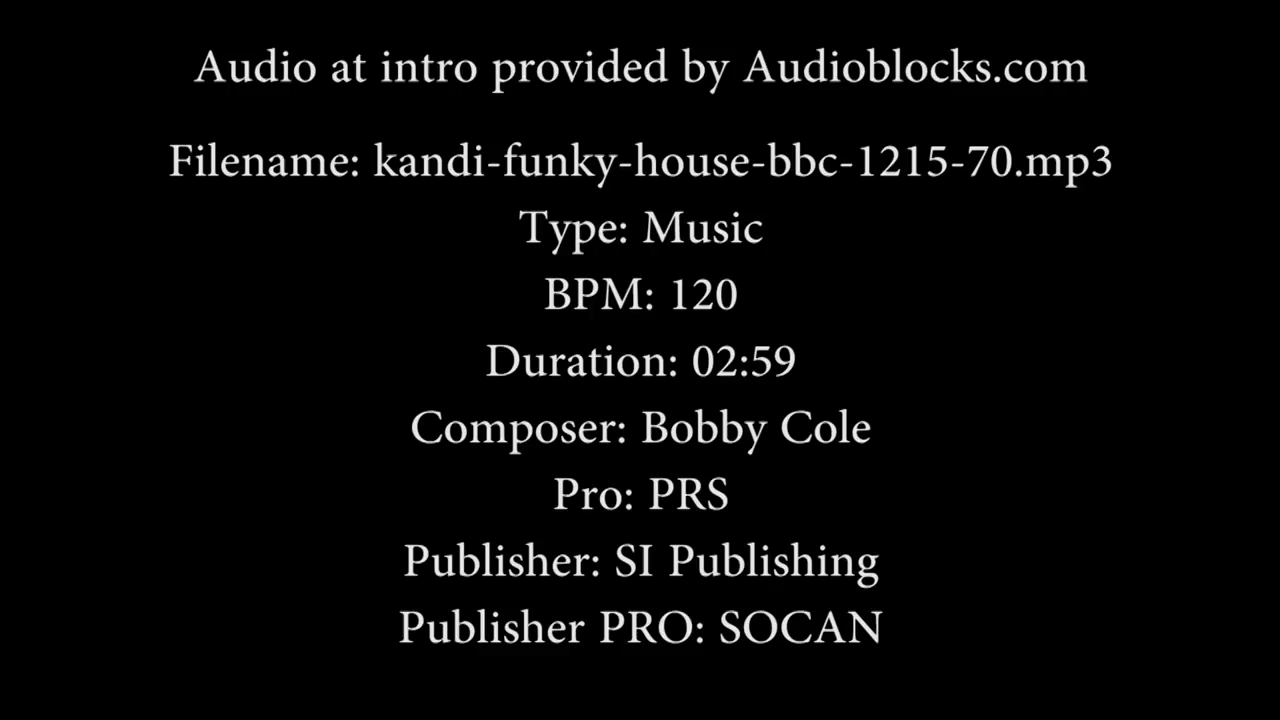 Audio at intro provided by Audioblocks.com
Filename: kandi-funky-house-bbc-1215-70.mp3
Type: Music
BPM: 120
Duration: 02:59
Composer: Bobby Cole
Pro: PRS
Publisher: SI Publishing
Publisher PRO: SOCAN